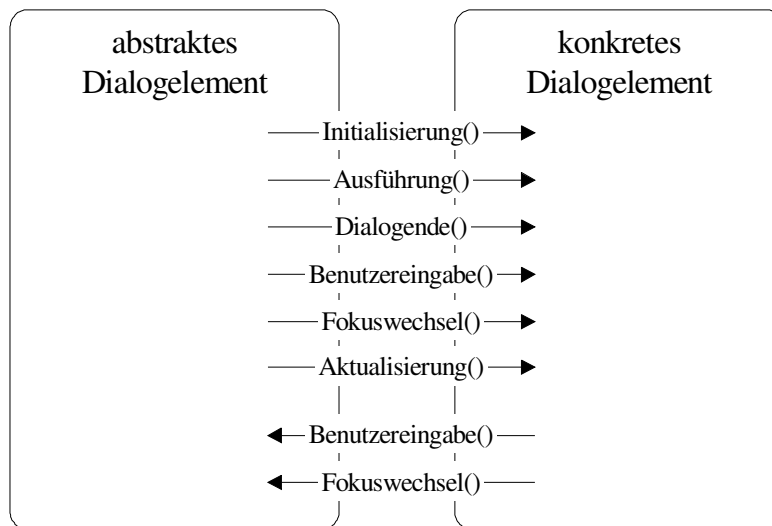 abstraktes
Dialogelement
konkretes
Dialogelement
Initialisierung()
Ausführung()
Dialogende()
Benutzereingabe()
Fokuswechsel()
Aktualisierung()
Benutzereingabe()
Fokuswechsel()